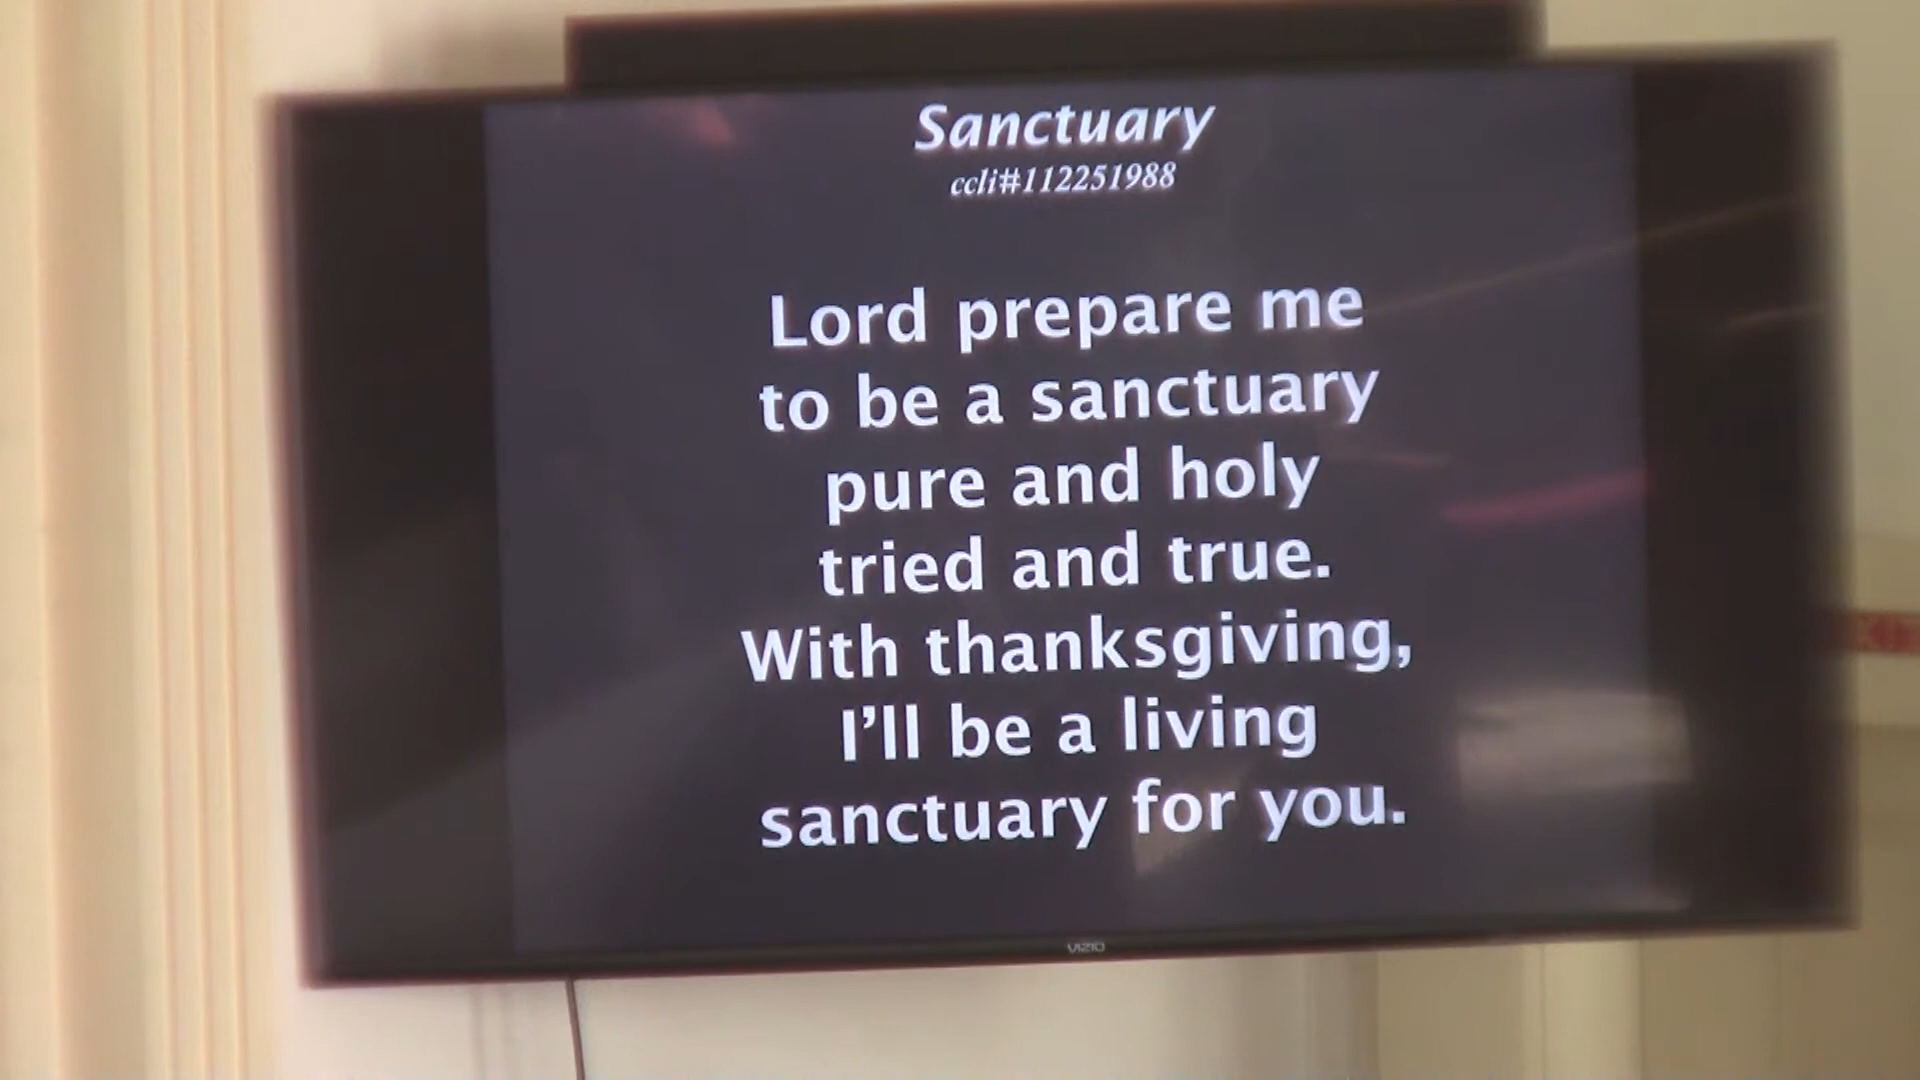 Sanctuary
ccli#112251988
Lord prepare me
to be a sanctuary
pure and holy
tried and true.
With thanksgiving,
I'll be a living
sanctuary for you.
VIZIO